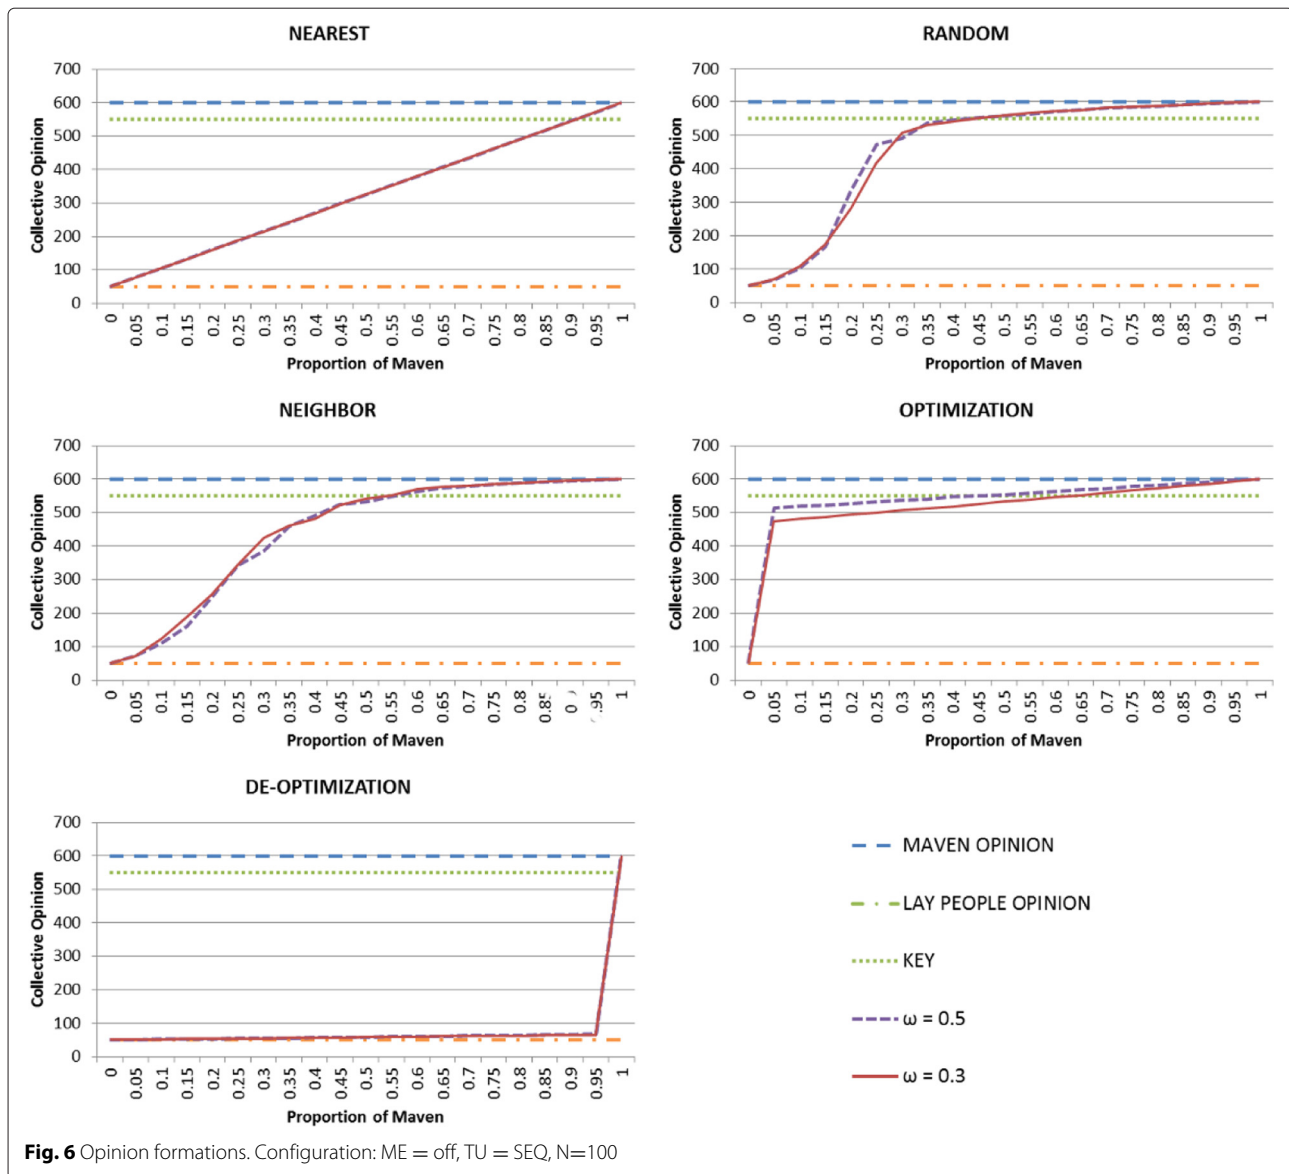 NEAREST
700
600
500
400
300
200
100
0
Collective Opinion
0 0.05 0.1 0.15 0.2 0.25 0.3 0.35 0.4 0.45 0.5 0.55 0.6 0.65 0.7 0.75 0.8 0.85 0.9 0.95 1
Proportion of Maven
RANDOM
700
600
500
400
300
200
100
0
Collective Opinion
0 0.05 0.1 0.15 0.2 0.25 0.3 0.35 0.4 0.45 0.5 0.55 0.6 0.65 0.7 0.75 0.8 0.85 0.9 0.95 1
Proportion of Maven
NEIGHBOR
700
600
500
400
300
200
100
0
Collective Opinion
0 0.05 0.1 0.15 0.2 0.25 0.3 0.35 0.4 0.45 0.5 0.55 0.6 0.65 0.7 0.75 0.8 0.85 0.95 1
Proportion of Maven
OPTIMIZATION
700
600
500
400
300
200
100
0
Collective Opinion
0 0.05 0.1 0.15 0.2 0.25 0.3 0.35 0.4 0.45 0.5 0.55 0.6 0.65 0.7 0.75 0.8 0.85 0.9 0.95 1
Proportion of Maven
DE-OPTIMIZATION
700
600
500
400
300
200
100
0
Collective Opinion
0 0.05 0.1 0.15 0.2 0.25 0.3 0.35 0.4 0.45 0.5 0.55 0.6 0.65 0.7 0.75 0.8 0.85 0.9 0.95 1
Proportion of Maven
MAVEN OPINION
LAY PEOPLE OPINION
KEY
ω = 0.5
ω = 0.3
Fig. 6 Opinion formations. Configuration: ME = off, TU = SEQ, N=100